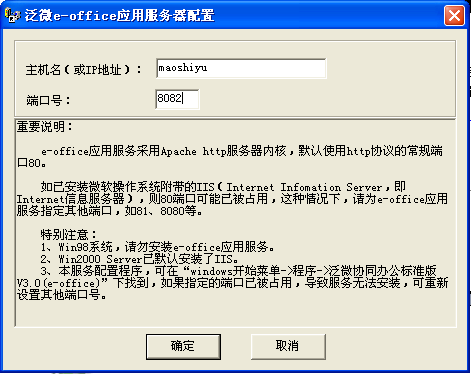 泛微e-office应用服务器配置
主机名(或IP地址): maoshiyu
端口号: 8082
重要说明:
e-office应用服务采用Apache http服务器内核,默认使用http协议的常规端
口80。
如已安装微软操作系统附带的IIS(Internet Infomation Server,即
Internet信息服务器),则80端口可能已被占用,这种情况下,请为e-office应用
服务指定其他端口,如81、8080等。
特别注意:
1、Win98系统,请勿安装e-office应用服务。
2、Win2000 Server已默认安装了IIS。
3、本服务配置程序,可在“windows开始菜单->程序->泛微协同办公标准版
V3.0(e-office)”下找到,如果指定的端口已被占用,导致服务无法安装,可重新
设置其他端口号。
确定 取消